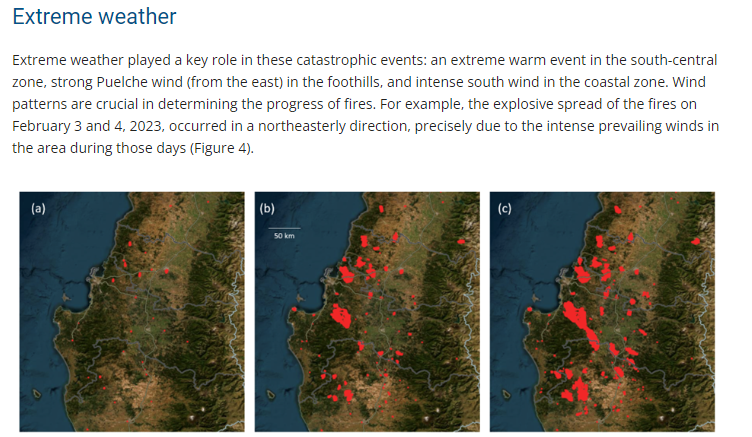 Extreme weather
Extreme weather played a key role in these catastrophic events: an extreme warm event in the south-central
zone, strong Puelche wind (from the east) in the foothills, and intense south wind in the coastal zone. Wind
patterns are crucial in determining the progress of fires. For example, the explosive spread of the fires on
February 3 and 4, 2023, occurred in a northeasterly direction, precisely due to the intense prevailing winds in
the area during those days (Figure 4).
(a)
(b)
50 km
(c)